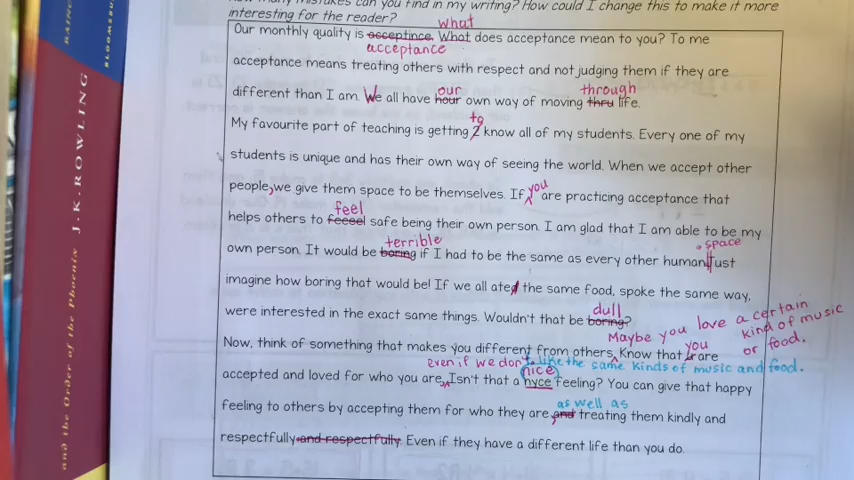 many mistakes can you find in my writing? How could I change this to make it more
interesting for the reader?
what
Our monthly quality is acceptince. What does acceptance mean to you? To me
acceptance
acceptance means treating others with respect and not judging them if they are
our through
different than I am. We all have hour own way of moving thru life.
to
My favourite part of teaching is getting 2 know all of my students. Every one of my
students is unique and has their own way of seeing the world. When we accept other
you
people, we give them space to be themselves. If are practicing acceptance that
feel
helps others to feeeel safe being their own person. I am glad that I am able to be my
terrible . space
own person. It would be boring if I had to be the same as every other human Just
imagine how boring that would be! If we all ate the same food, spoke the same way,
dull
were interested in the exact same things. Wouldn't that be boring?
Maybe you love a certain
kind of music
or food.
you
Now, think of something that makes you different from others. Know that are
even if we don't like the same kinds of music and food.
nice
accepted and loved for who you are, Isn't that a nyce feeling? You can give that happy
as well as
feeling to others by accepting them for who they are, and treating them kindly and
respectfully and respectfully. Even if they have a different life than you do.
BLOOMSBU
J. K. ROWLING
and the Order of the Phoenix